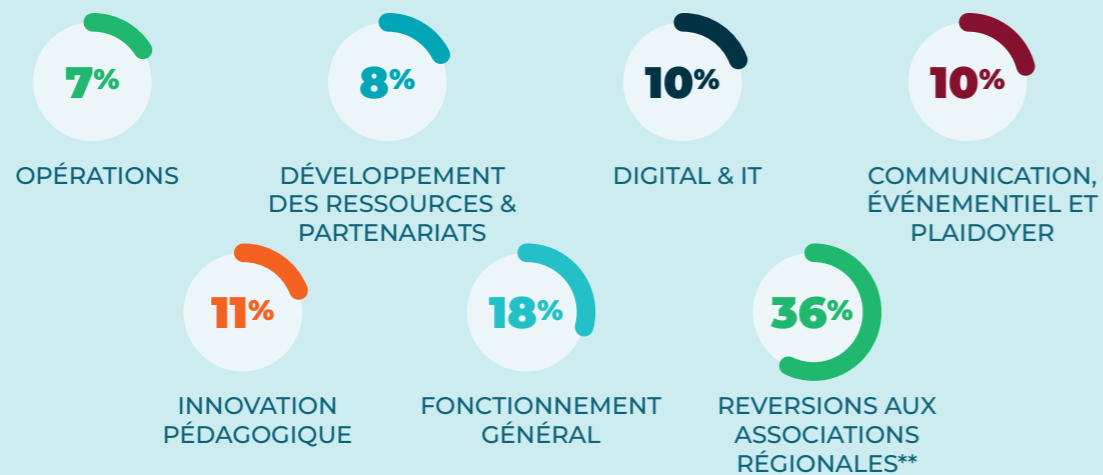 7%
OPÉRATIONS
8%
DÉVELOPPEMENT
DES RESSOURCES &
PARTENARIATS
10%
DIGITAL & IT
10%
COMMUNICATION,
ÉVÉNEMENTIEL ET
PLAIDOYER
11%
INNOVATION
PÉDAGOGIQUE
18%
FONCTIONNEMENT
GÉNÉRAL
36%
REVERSIONS AUX
ASSOCIATIONS
RÉGIONALES**